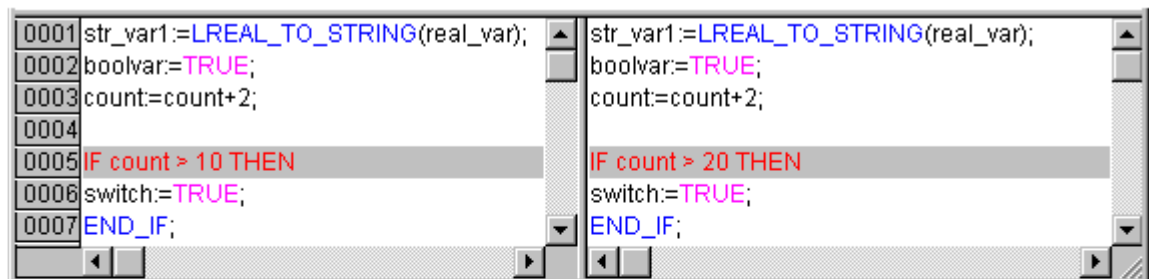 0001 str_var1:=LREAL_TO_STRING(real_var);
0002 boolvar:=TRUE;
0003 count:=count+2;
0004
0005 IF count > 10 THEN
0006 switch:=TRUE;
0007 END_IF;
str_var1:=LREAL_TO_STRING(real_var);
boolvar:=TRUE;
count:=count+2;
IF count > 20 THEN
switch:=TRUE;
END_IF;